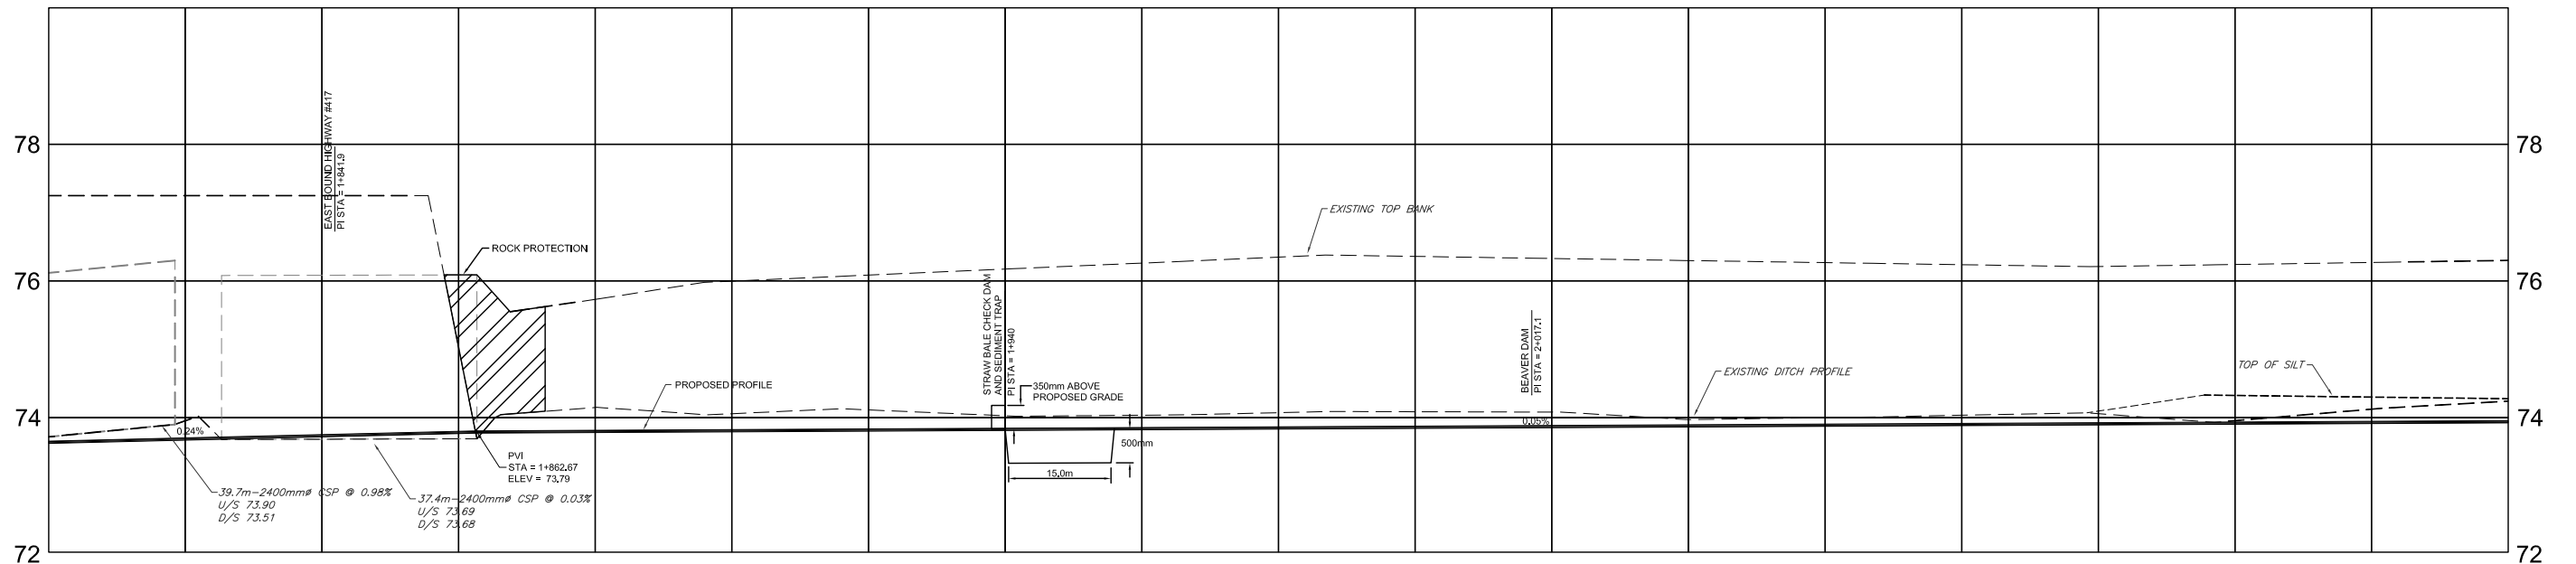 78
76
74
72
EAST BOUND HIGHWAY #417
PI STA = 1+841.9
ROCK PROTECTION
EXISTING TOP BANK
PROPOSED PROFILE
STRAW BALE CHECK DAM
AND SEDIMENT TRAP
PI STA = 1+940
350mm ABOVE
PROPOSED GRADE
BEAVER DAM
PI STA = 2+017.1
EXISTING DITCH PROFILE
TOP OF SILT
0.24%
0.05%
500mm
15.0m
PVI
STA = 1+862.67
ELEV = 73.79
39.7m-2400mmø CSP @ 0.98%
U/S 73.90
D/S 73.51
37.4m-2400mmø CSP @ 0.03%
U/S 73.69
D/S 73.68
78
76
74
72